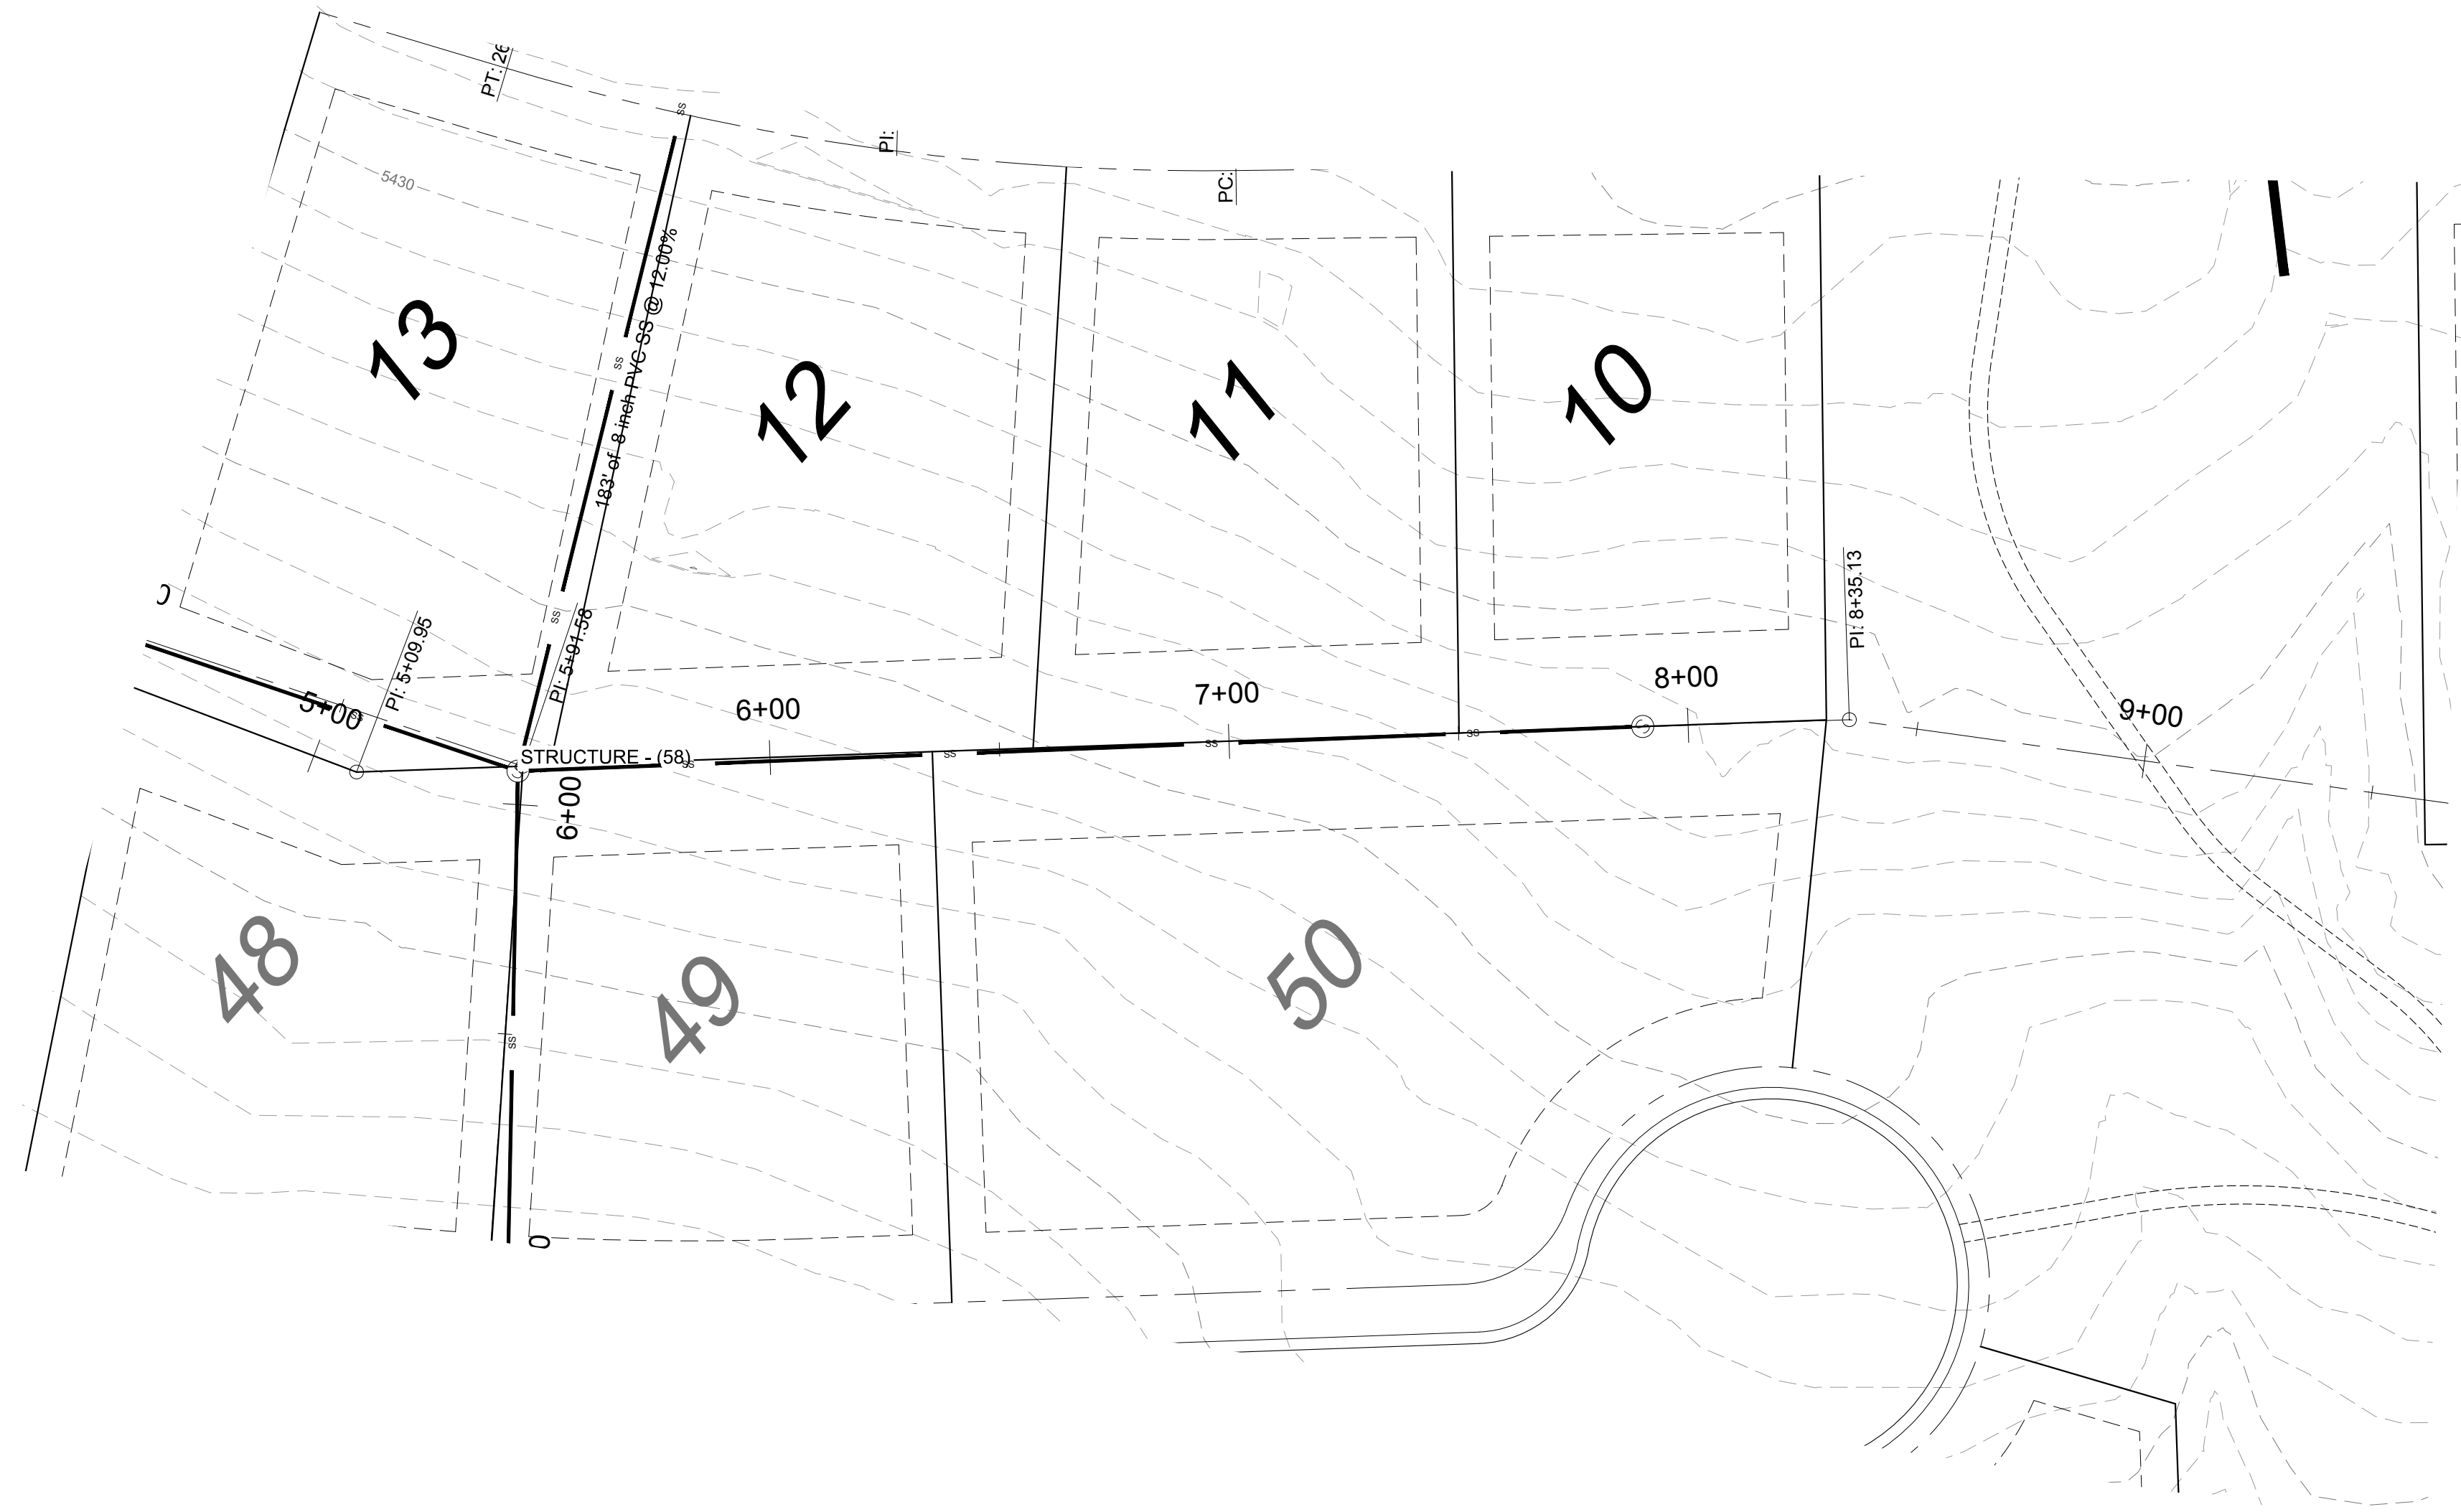 PT: 26
ss
PI:
PC:
5430
183' of 8 inch PVC SS @ 12.00%
13
12
11
10
ss
ss
PI: 5+09.95
PI: 5+91.58
PI: 8+35.13
5+00
ss
6+00
7+00
8+00
9+00
STRUCTURE - (58)
ss
ss
ss
ss
S
6+00
48
49
50
ss
0